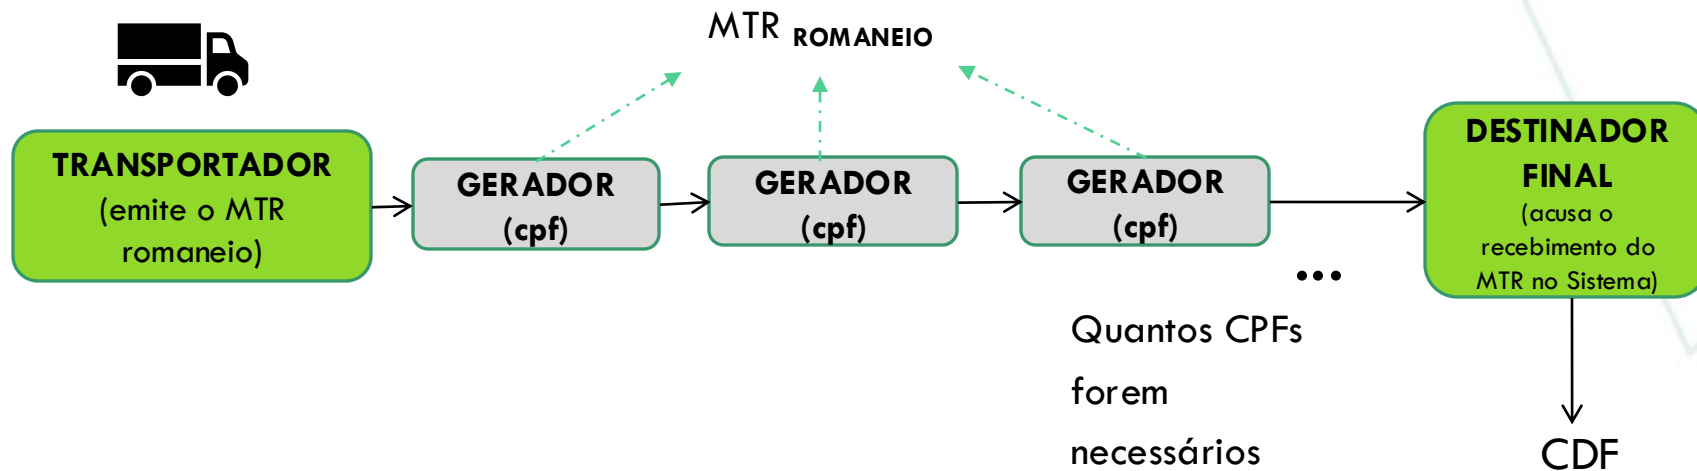 MTR ROMANEIO
TRANSPORTADOR
(emite o MTR
romaneio)
GERADOR
(cpf)
GERADOR
(cpf)
GERADOR
(cpf)
...
Quantos CPFs
forem
necessários
DESTINADOR
FINAL
(acusa o
recebimento do
MTR no Sistema)
CDF